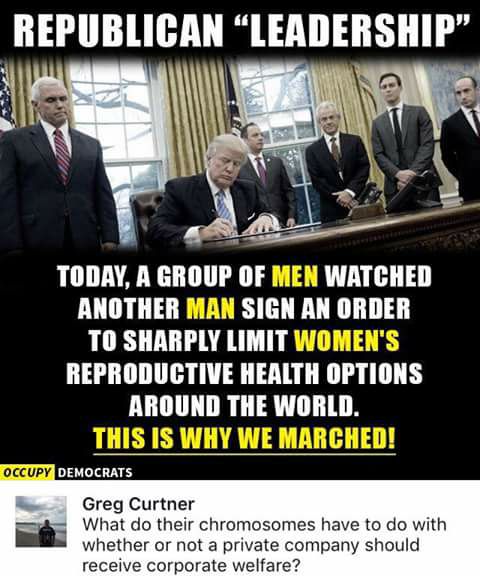 REPUBLICAN “LEADERSHIP”
TODAY, A GROUP OF MEN WATCHED
ANOTHER MAN SIGN AN ORDER
TO SHARPLY LIMIT WOMEN'S
REPRODUCTIVE HEALTH OPTIONS
AROUND THE WORLD.
THIS IS WHY WE MARCHED!
OCCUPY DEMOCRATS
Greg Curtner
What do their chromosomes have to do with
whether or not a private company should
receive corporate welfare?